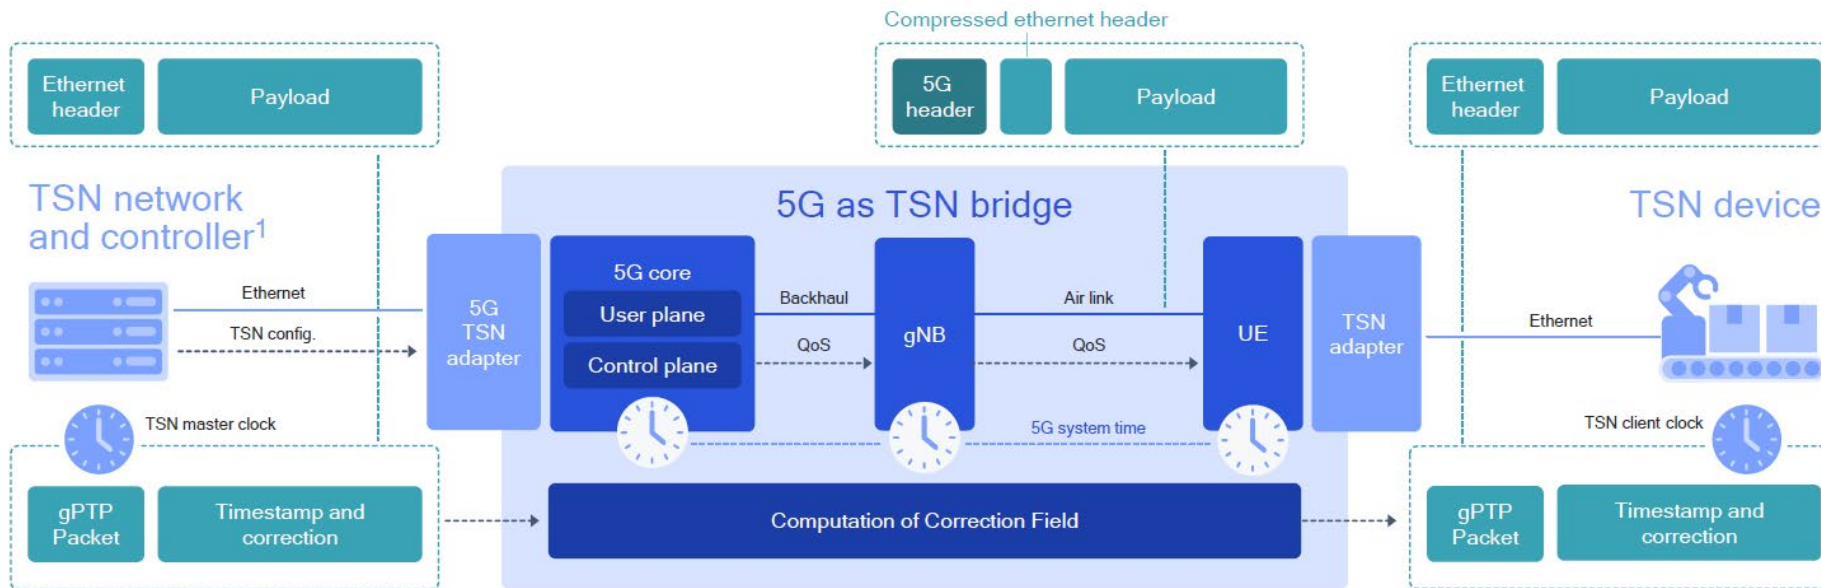 Compressed ethernet header
Ethernet
header
Payload
5G
header
Payload
Ethernet
header
Payload
TSN network
and controller¹
5G as TSN bridge
TSN device
Ethernet
TSN config.
5G
TSN
adapter
5G core
User plane
Control plane
Backhaul
QoS
gNB
Air link
QoS
UE
TSN
adapter
Ethernet
TSN master clock
5G system time
TSN client clock
gPTP
Packet
Timestamp and
correction
Computation of Correction Field
gPTP
Packet
Timestamp and
correction